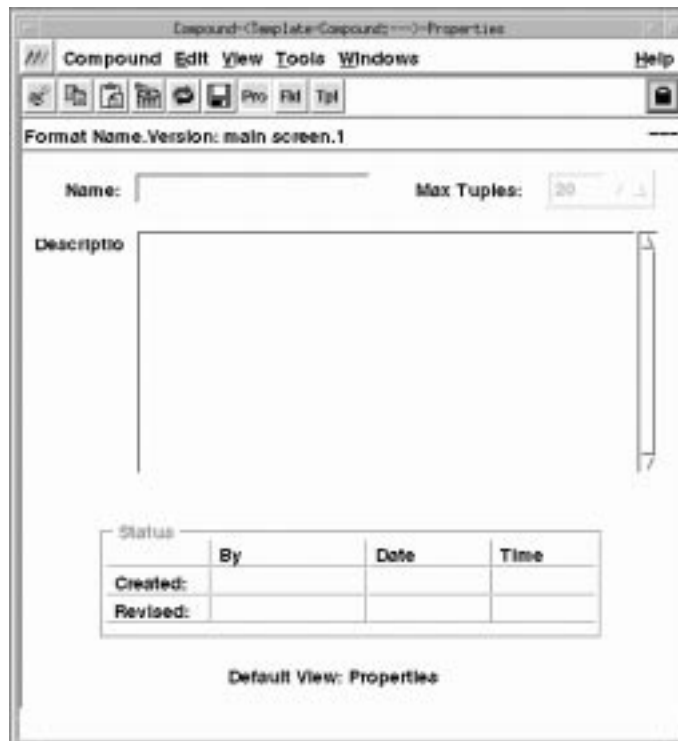 Compound-<Template-Compound;--->-Properties
Compound Edit View Tools Windows Help
Pro Fld Tpl
Format Name.Version: main screen.1 ---
Name: Max Tuples: 20
Descriptio
Status
By Date Time
Created:
Revised:
Default View: Properties